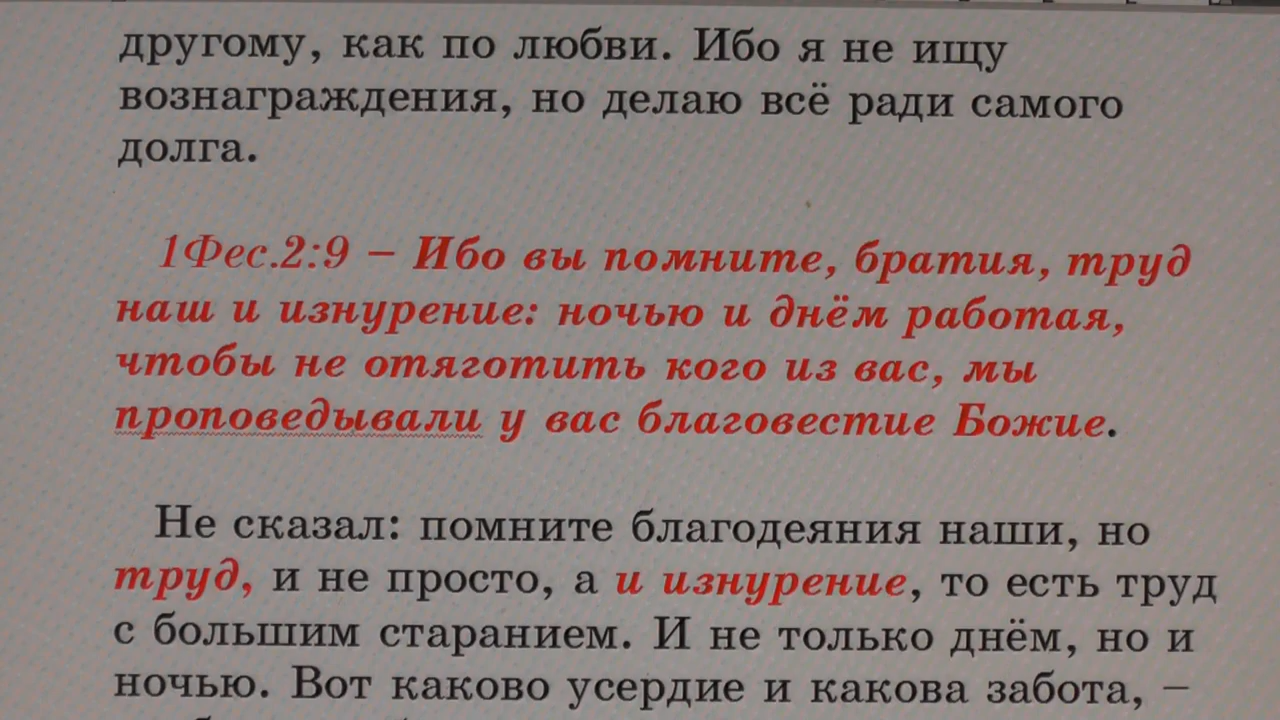 другому, как по любви. Ибо я не ищу
вознаграждения, но делаю всё ради самого
долга.
1Фес.2:9 – Ибо вы помните, братия, труд
наш и изнурение: ночью и днём работая,
чтобы не отяготить кого из вас, мы
проповедывали у вас благовестие Божие.
Не сказал: помните благодеяния наши, но
труд, и не просто, а и изнурение, то есть труд
с большим старанием. И не только днём, но и
ночью. Вот каково усердие и какова забота, –